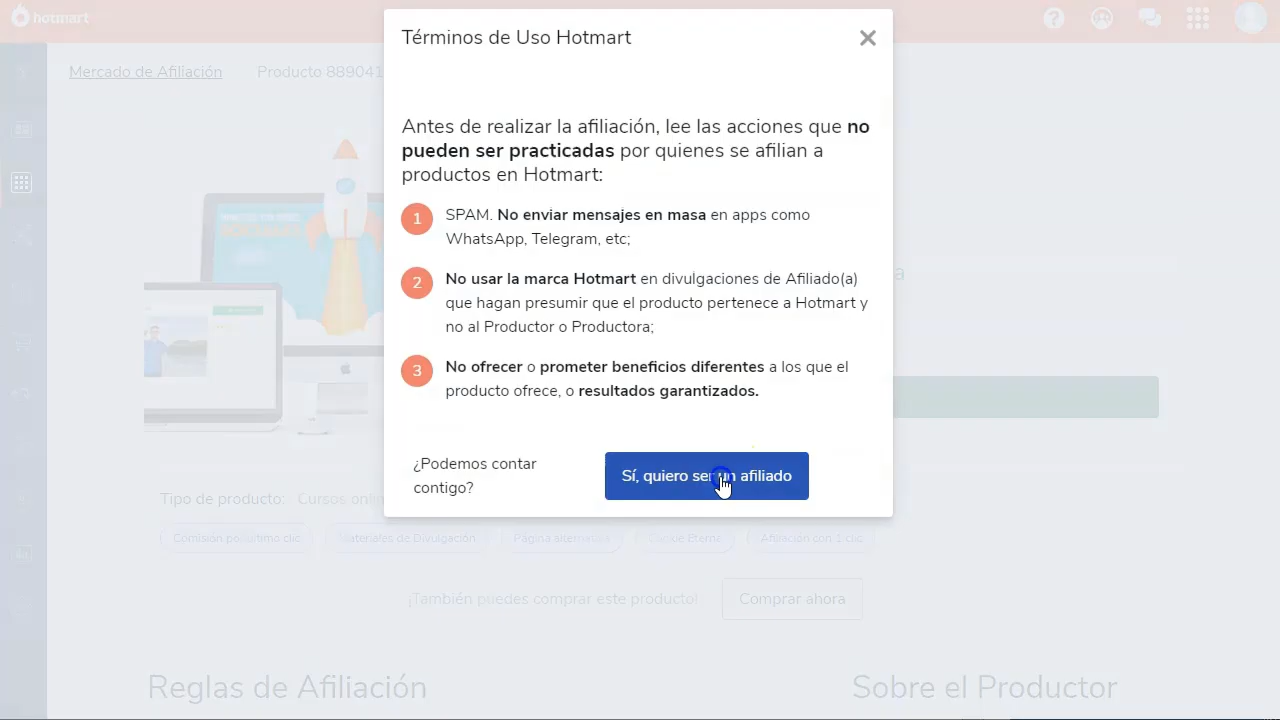 hotmart
Términos de Uso Hotmart
Mercado de Afiliación
Producto 889041
Antes de realizar la afiliación, lee las acciones que no
pueden ser practicadas por quienes se afilian a
productos en Hotmart:
1 SPAM. No enviar mensajes en masa en apps como
WhatsApp, Telegram, etc;
2 No usar la marca Hotmart en divulgaciones de Afiliado(a)
que hagan presumir que el producto pertenece a Hotmart y
no al Productor o Productora;
3 No ofrecer o prometer beneficios diferentes a los que el
producto ofrece, o resultados garantizados.
¿Podemos contar
contigo?
Sí, quiero ser un afiliado
Tipo de producto: Cursos onlin
Comisión por último clic
Materiales de Divulgación
Página alternativa
Afiliación con 1 clic
¡También puedes comprar este producto!
Comprar ahora
Reglas de Afiliación
Sobre el Productor